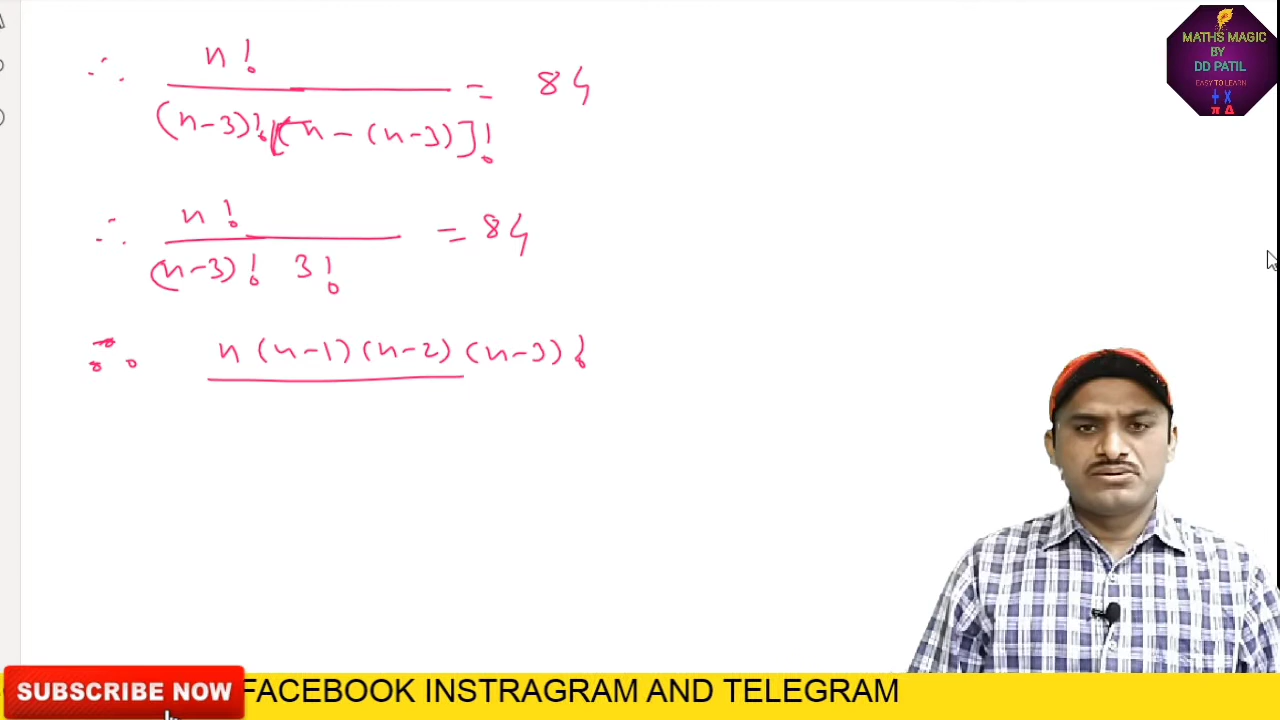 ∴ n! / (n-3)! [n-(n-3)]! = 84
∴ n! / (n-3)! 3! = 84
∴ n(n-1)(n-2)(n-3)!
MATHS MAGIC
BY
DD PATIL
EASY TO LEARN
+ X
π Δ
SUBSCRIBE NOW
FACEBOOK INSTRAGRAM AND TELEGRAM